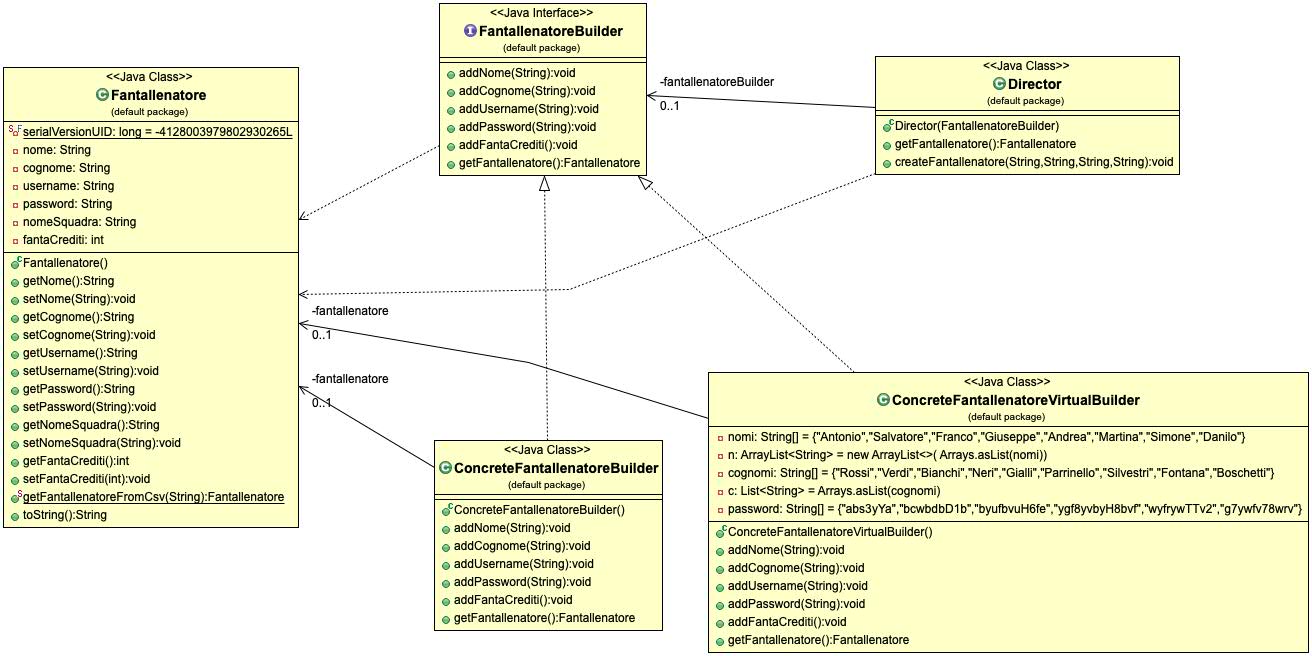 <<Java Interface>>
FantallenatoreBuilder
(default package)
addNome(String):void
addCognome(String):void
addUsername(String):void
addPassword(String):void
addFantaCrediti():void
getFantallenatore():Fantallenatore
<<Java Class>>
Director
(default package)
Director(FantallenatoreBuilder)
getFantallenatore():Fantallenatore
createFantallenatore(String,String,String,String):void
-fantallenatoreBuilder
0..1
<<Java Class>>
Fantallenatore
(default package)
serialVersionUID: long = -4128003979802930265L
nome: String
cognome: String
username: String
password: String
nomeSquadra: String
fantaCrediti: int
Fantallenatore()
getNome():String
setNome(String):void
getCognome():String
setCognome(String):void
getUsername():String
setUsername(String):void
getPassword():String
setPassword(String):void
getNomeSquadra():String
setNomeSquadra(String):void
getFantaCrediti():int
setFantaCrediti(int):void
getFantallenatoreFromCsv(String):Fantallenatore
toString():String
-fantallenatore
0..1
-fantallenatore
0..1
<<Java Class>>
ConcreteFantallenatoreBuilder
(default package)
ConcreteFantallenatoreBuilder()
addNome(String):void
addCognome(String):void
addUsername(String):void
addPassword(String):void
addFantaCrediti():void
getFantallenatore():Fantallenatore
<<Java Class>>
ConcreteFantallenatoreVirtualBuilder
(default package)
nomi: String[] = {"Antonio","Salvatore","Franco","Giuseppe","Andrea","Martina","Simone","Danilo"}
n: ArrayList<String> = new ArrayList<>( Arrays.asList(nomi))
cognomi: String[] = {"Rossi","Verdi","Bianchi","Neri","Gialli","Parrinello","Silvestri","Fontana","Boschetti"}
c: List<String> = Arrays.asList(cognomi)
password: String[] = {"abs3yYa","bcwbdbD1b","byufbvuH6fe","ygf8yvbyH8bvf","wyfrywTTv2","g7ywfv78wrv"}
ConcreteFantallenatoreVirtualBuilder()
addNome(String):void
addCognome(String):void
addUsername(String):void
addPassword(String):void
addFantaCrediti():void
getFantallenatore():Fantallenatore